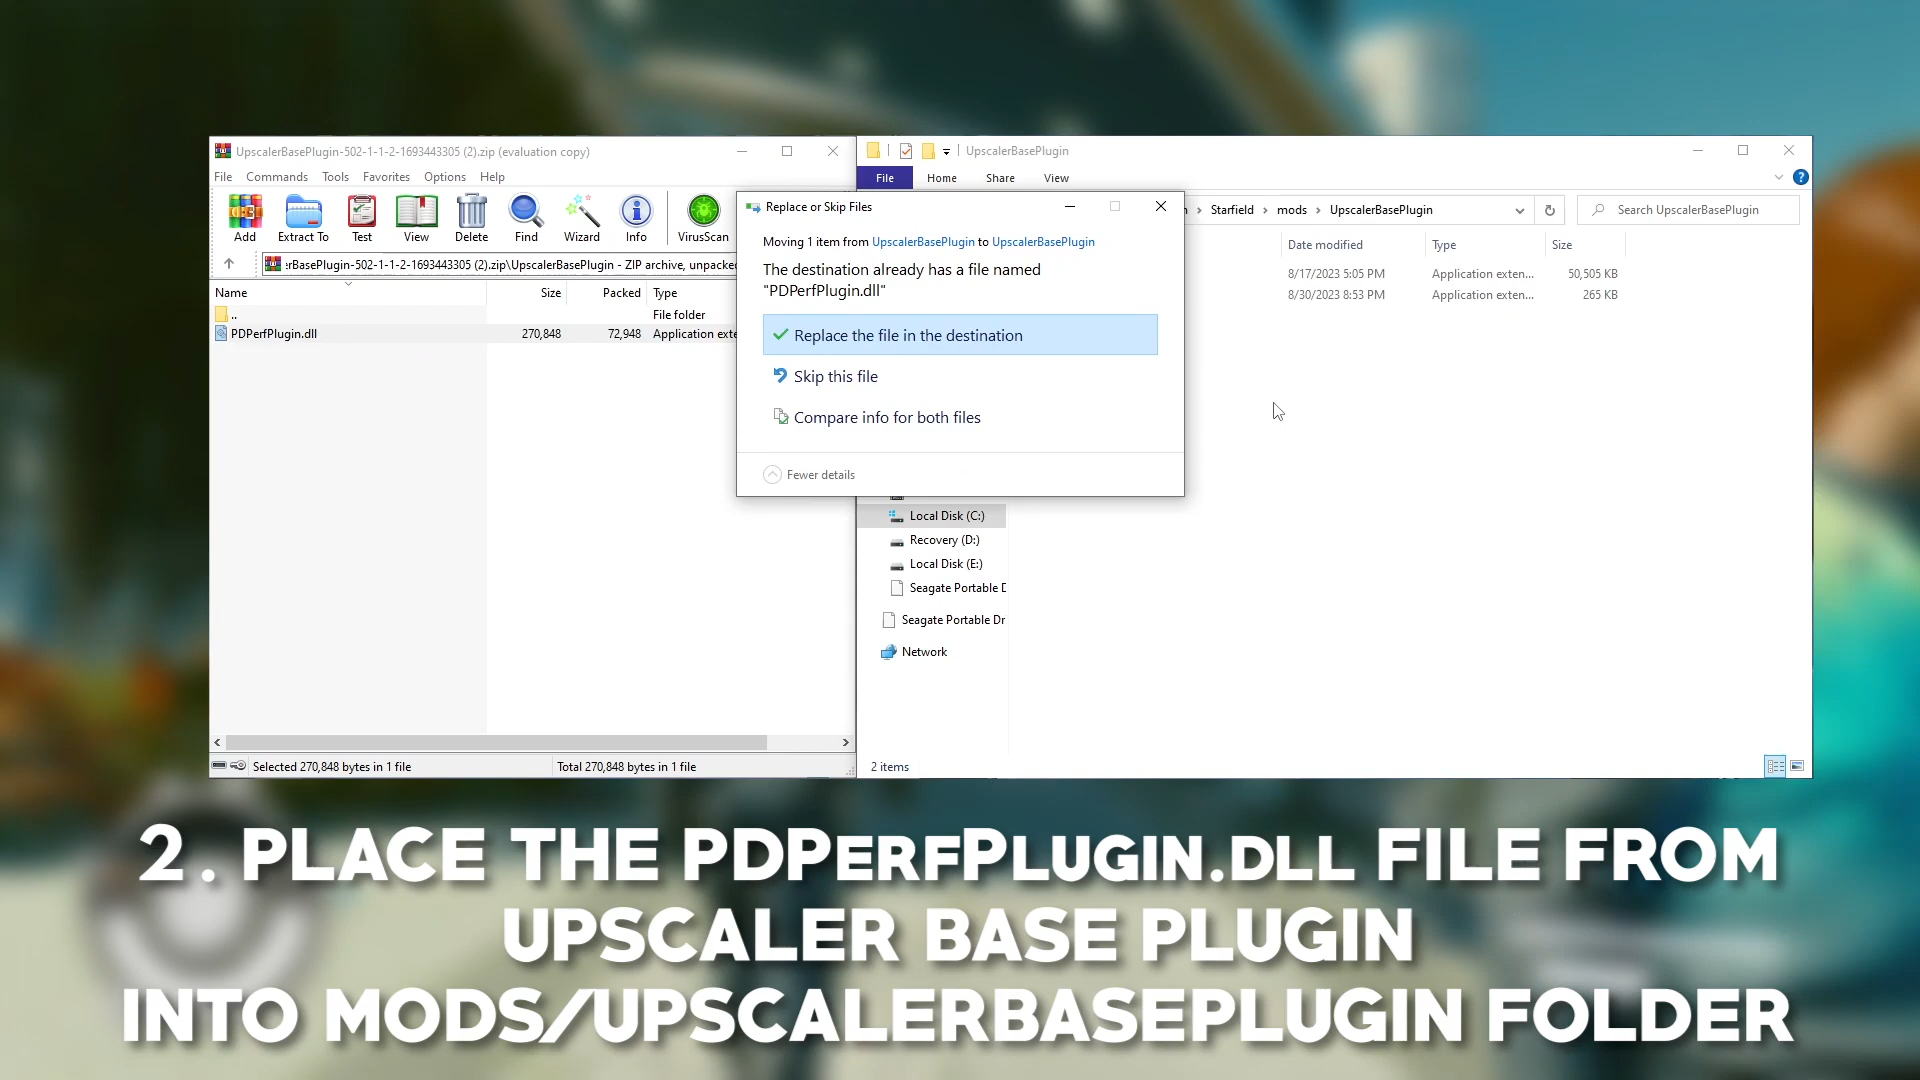 UpscalerBasePlugin-502-1-1-2-1693443305 (2).zip (evaluation copy)
File Commands Tools Favorites Options Help
Add Extract To Test View Delete Find Wizard Info VirusScan
:rBasePlugin-502-1-1-2-1693443305 (2).zip\UpscalerBasePlugin - ZIP archive, unpacked
Name Size Packed Type
.. File folder
PDPerfPlugin.dll 270,848 72,948 Application exte
Selected 270,848 bytes in 1 file Total 270,848 bytes in 1 file
UpscalerBasePlugin
File Home Share View
Starfield > mods > UpscalerBasePlugin
Search UpscalerBasePlugin
Date modified Type Size
8/17/2023 5:05 PM Application exten... 50,505 KB
8/30/2023 8:53 PM Application exten... 265 KB
Replace or Skip Files
Moving 1 item from UpscalerBasePlugin to UpscalerBasePlugin
The destination already has a file named
"PDPerfPlugin.dll"
Replace the file in the destination
Skip this file
Compare info for both files
Fewer details
Local Disk (C:)
Recovery (D:)
Local Disk (E:)
Seagate Portable D
Seagate Portable Dr
Network
2 items
2. PLACE THE PDPerfPlugin.dll FILE FROM
UPSCALER BASE PLUGIN
INTO MODS/UPSCALERBASEPLUGIN FOLDER